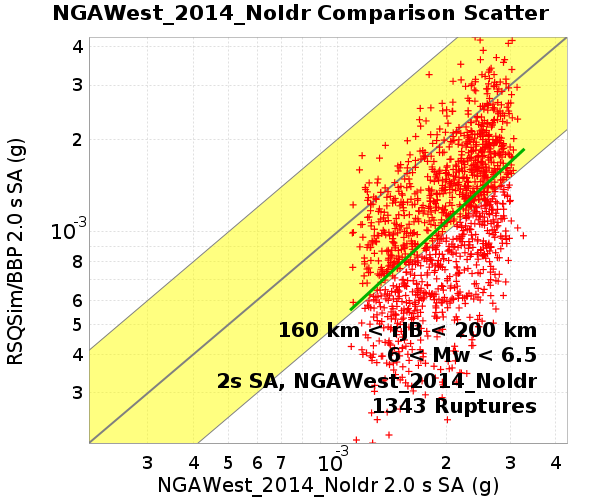 NGAWest_2014_NoIdr Comparison Scatter
4
3
2
10-3
8
6
5
4
3
RSQSim/BBP 2.0 s SA (g)
160 km < rJB < 200 km
6 < Mw < 6.5
2s SA, NGAWest_2014_NoIdr
1343 Ruptures
3 4 5 6 7 10-3 2 3 4
NGAWest_2014_NoIdr 2.0 s SA (g)